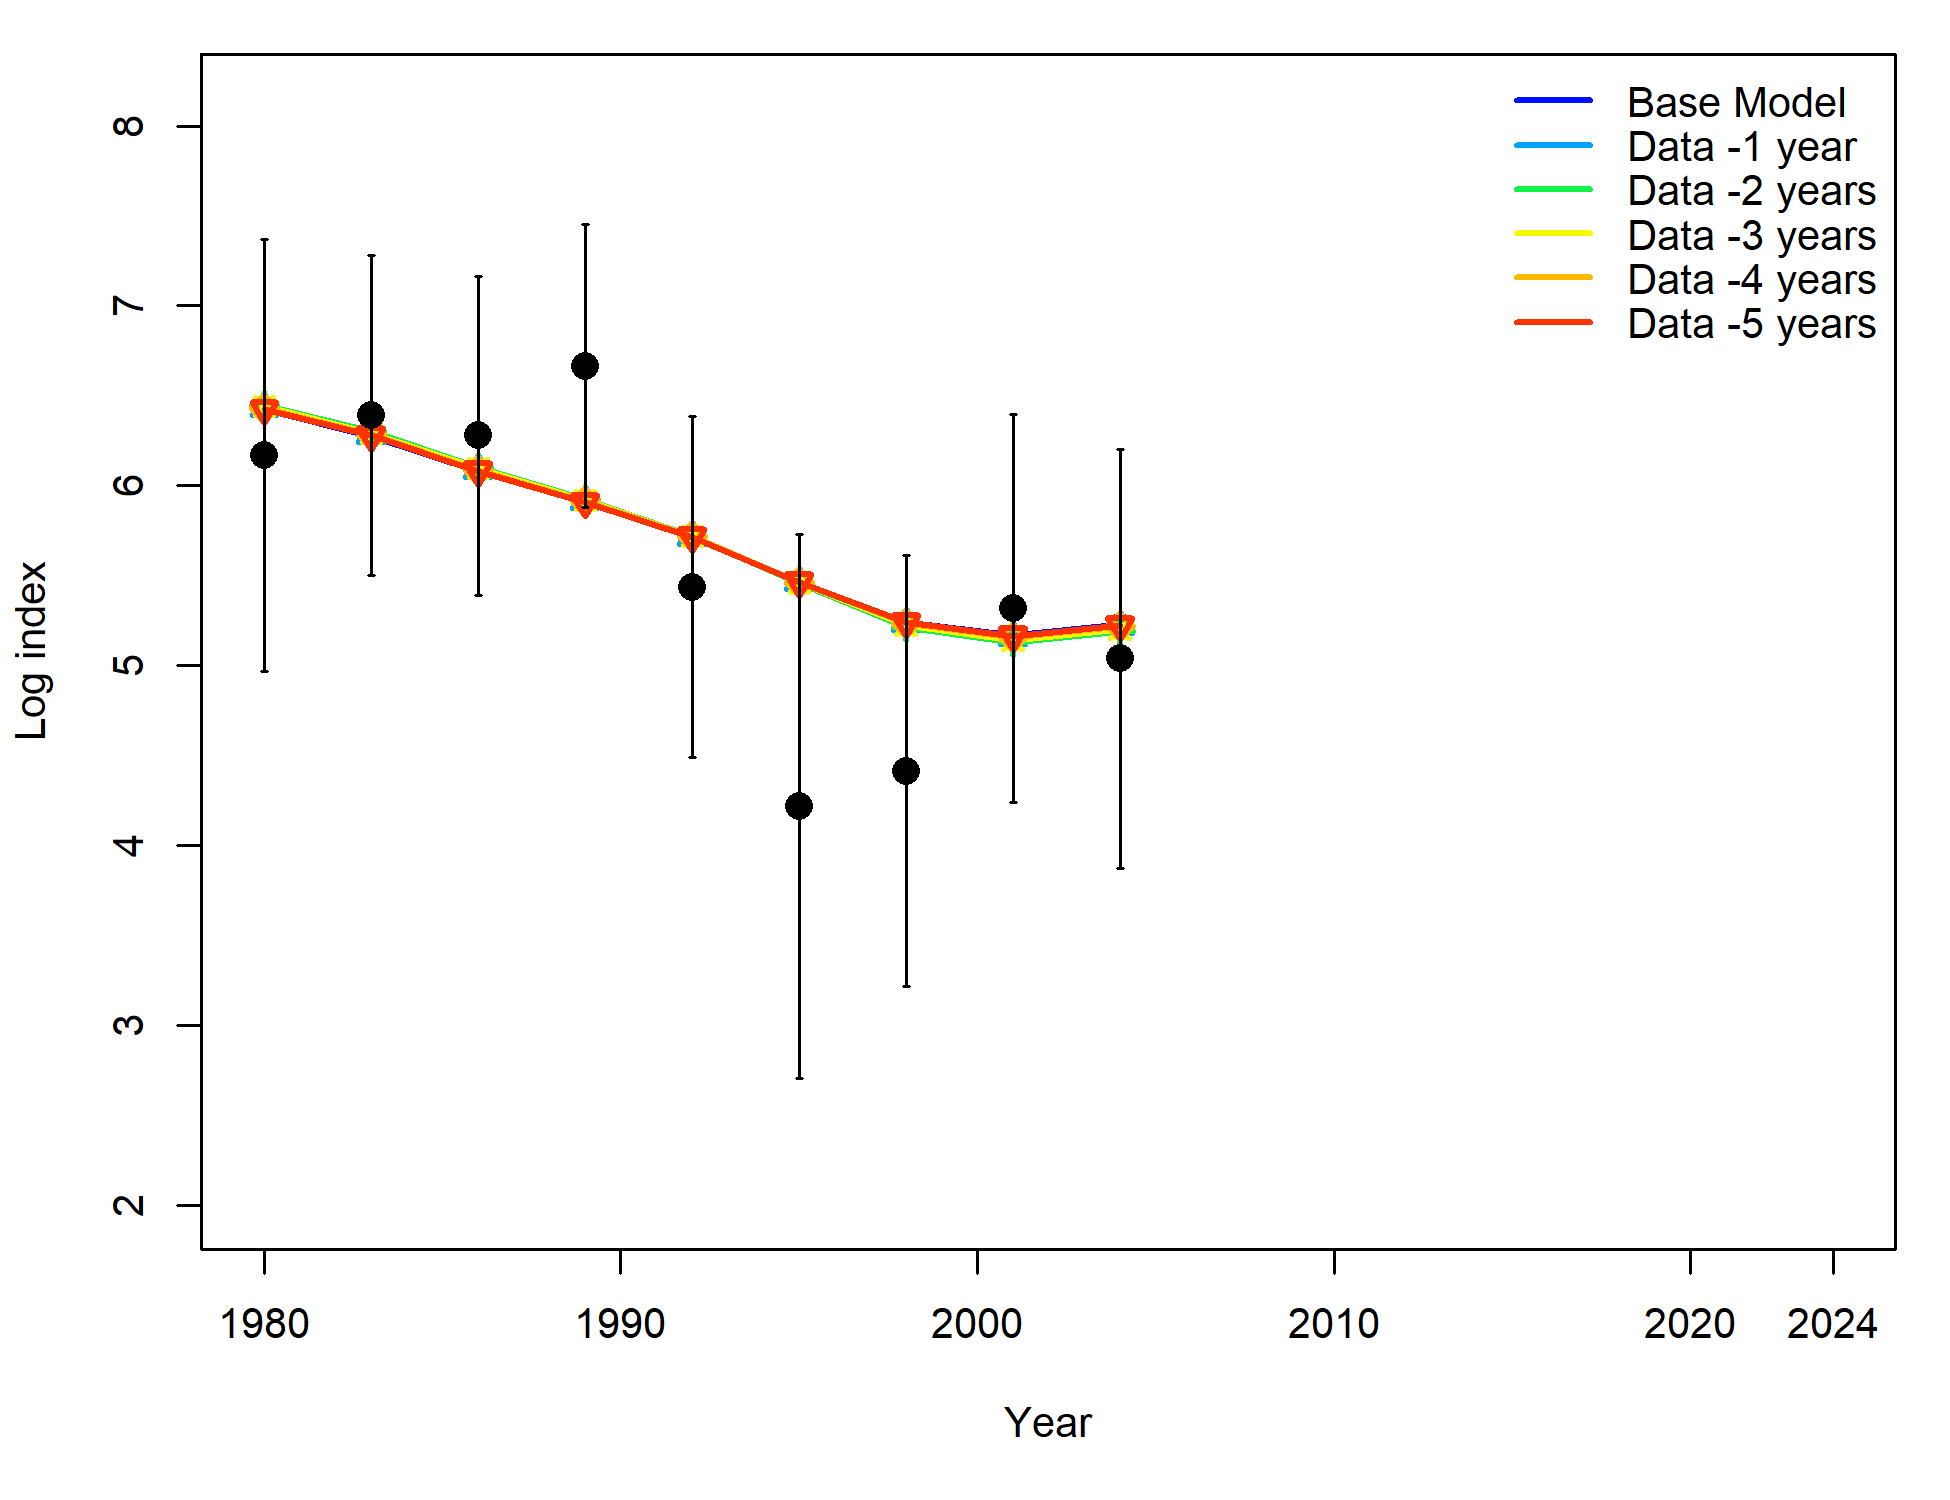 Base Model
Data -1 year
Data -2 years
Data -3 years
Data -4 years
Data -5 years
8
7
6
5
4
3
2
Log index
1980 1990 2000 2010 2020 2024
Year